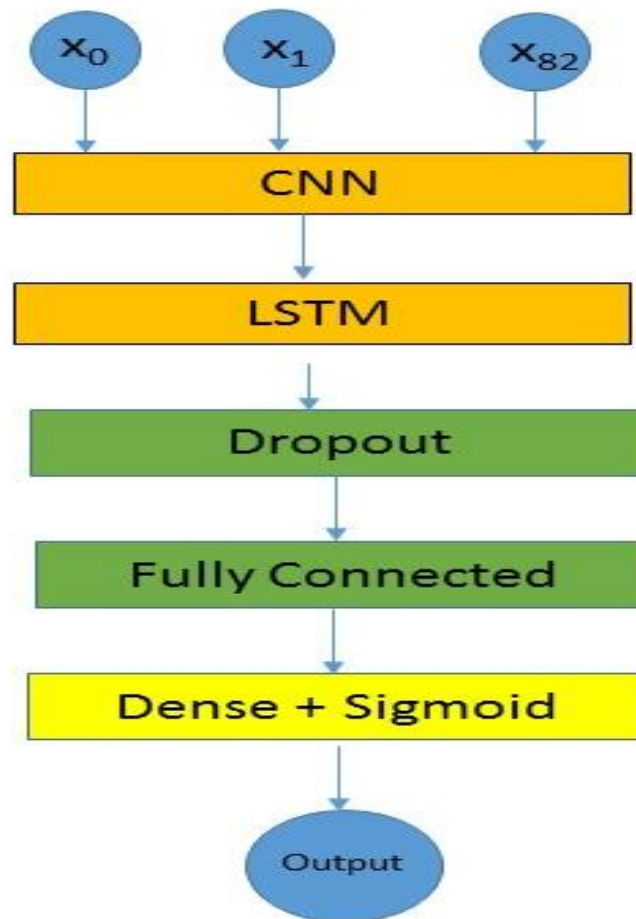 x₀ x₁ x₈₂
CNN
LSTM
Dropout
Fully Connected
Dense + Sigmoid
Output